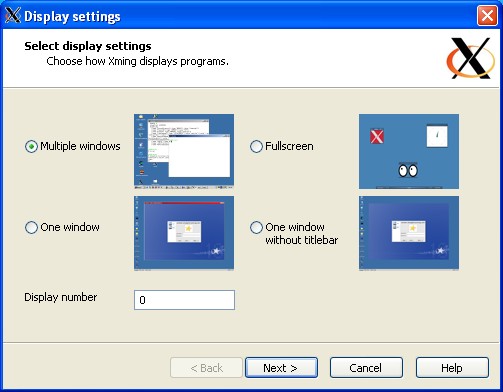 Display settings
Select display settings
Choose how Xming displays programs.
Multiple windows
Fullscreen
One window
One window
without titlebar
Display number
0
< Back
Next >
Cancel
Help